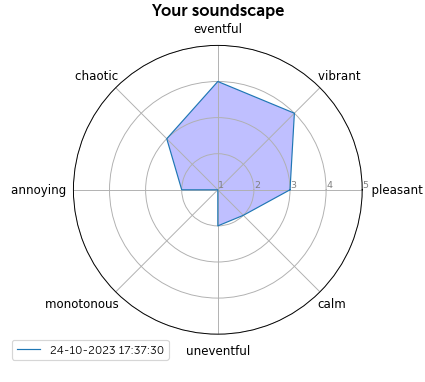 Your soundscape
eventful
chaotic
vibrant
annoying
1 2 3 4 5
pleasant
monotonous
calm
uneventful
24-10-2023 17:37:30